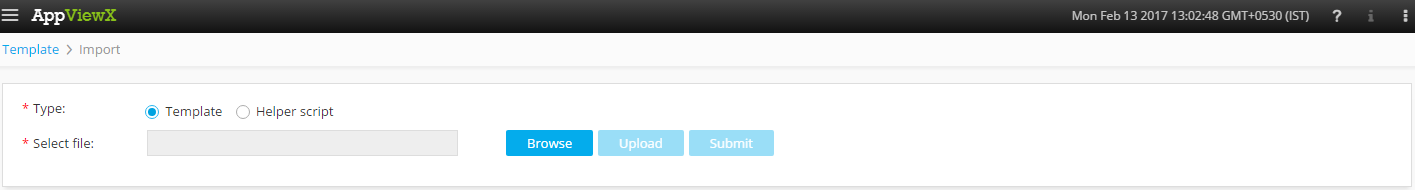 AppViewX Mon Feb 13 2017 13:02:48 GMT+0530 (IST) ? i
Template > Import
* Type: Template Helper script
* Select file: Browse Upload Submit